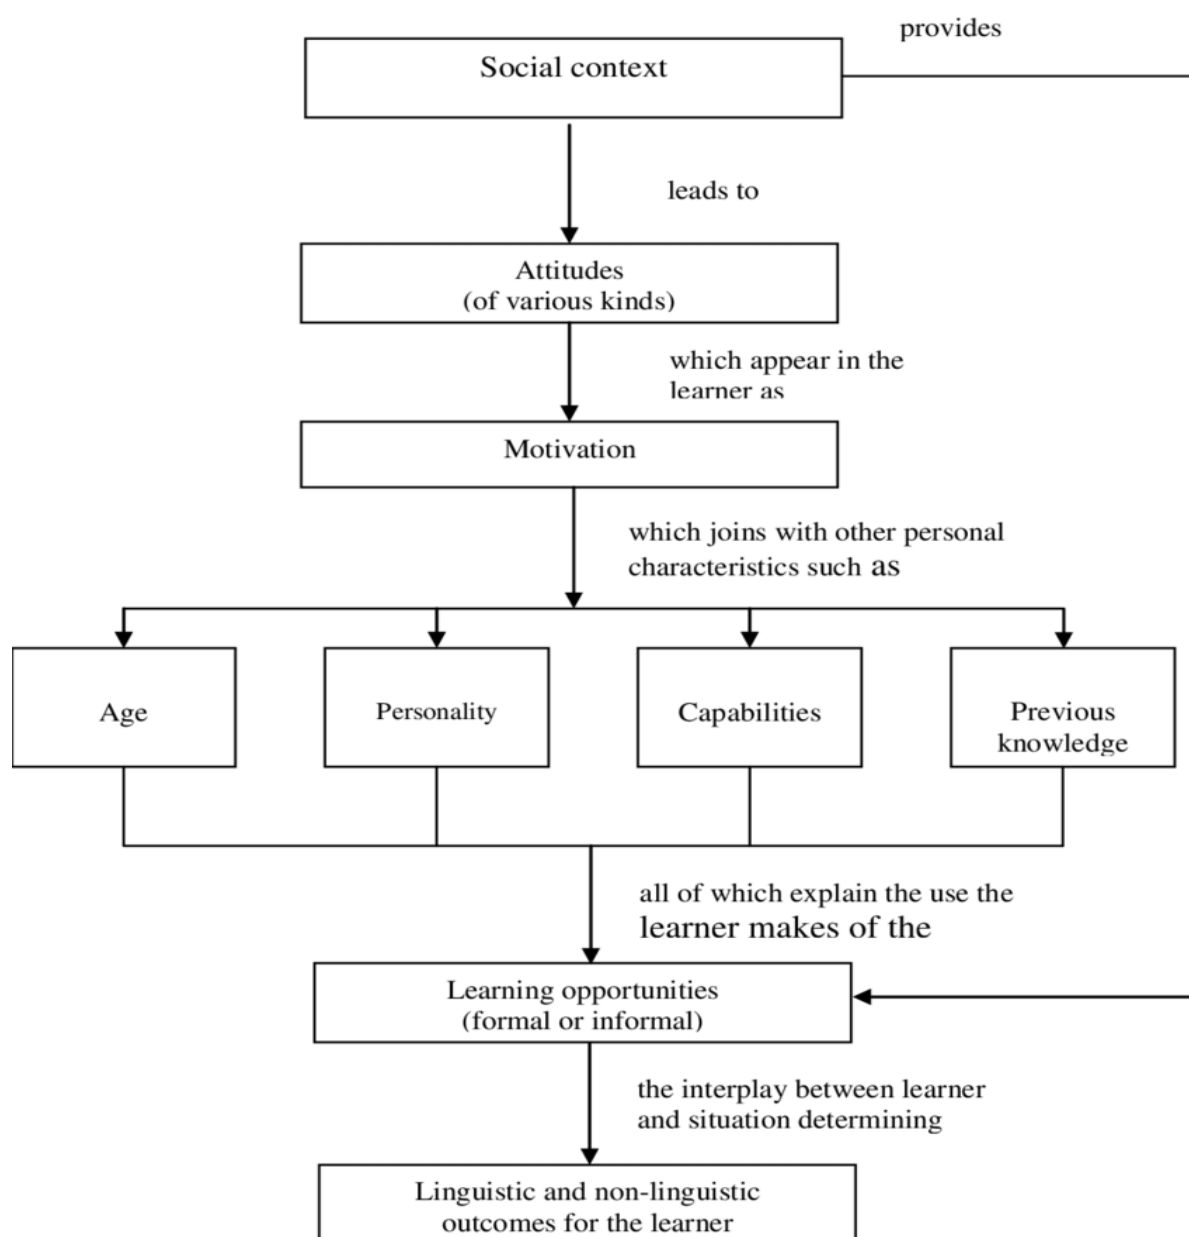 provides
Social context
leads to
Attitudes
(of various kinds)
which appear in the
learner as
Motivation
which joins with other personal
characteristics such as
Age
Personality
Capabilities
Previous
knowledge
all of which explain the use the
learner makes of the
Learning opportunities
(formal or informal)
the interplay between learner
and situation determining
Linguistic and non-linguistic
outcomes for the learner